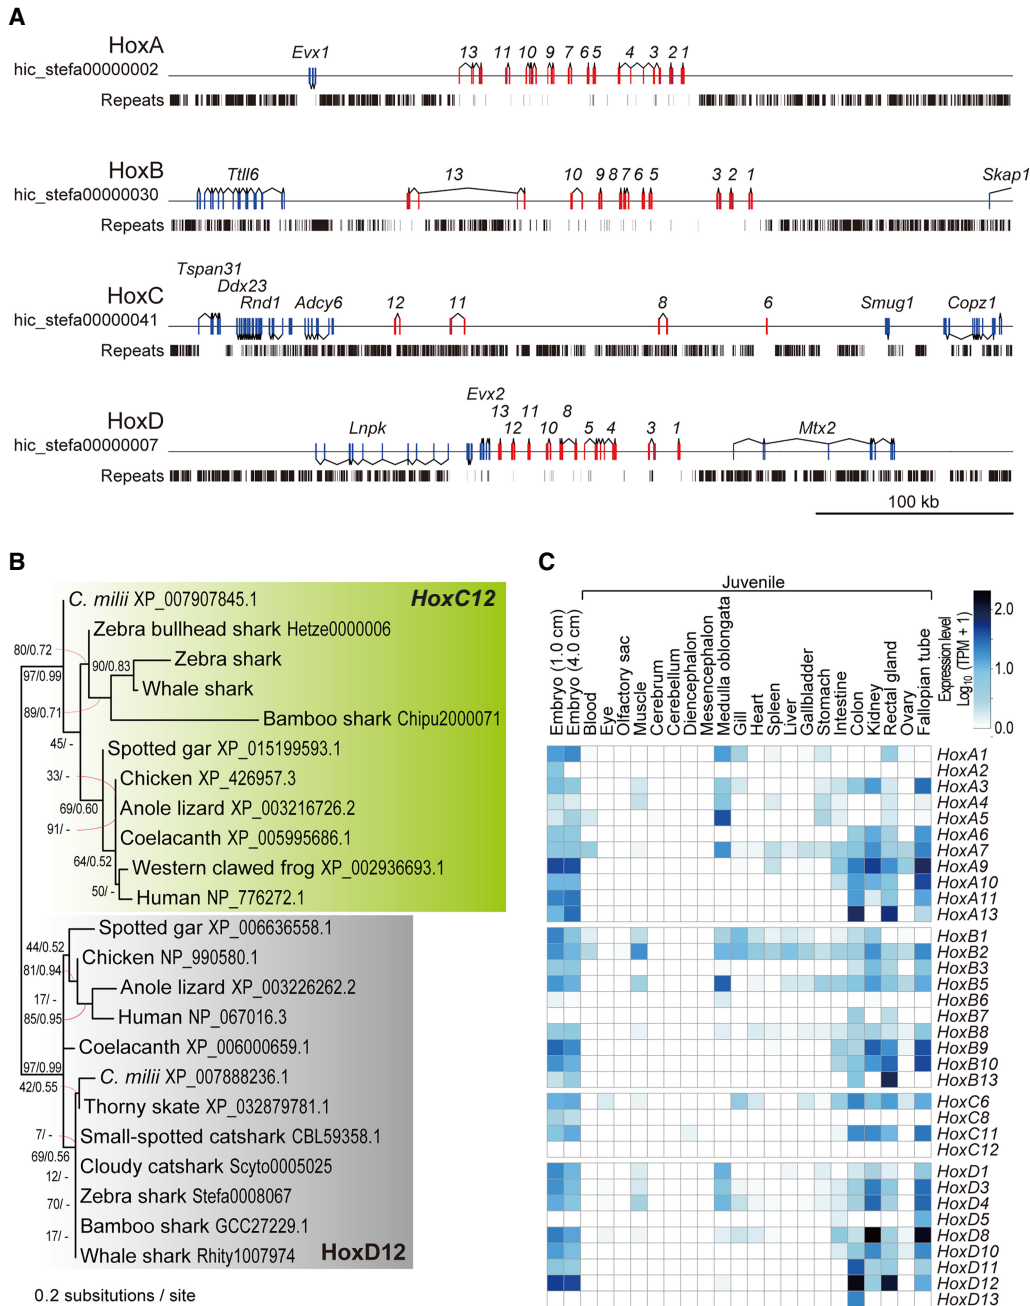 A
HoxA
hic_stefa00000002
Evx1
13 11 10 9 7 6 5 4 3 2 1
Repeats
HoxB
hic_stefa00000030
Ttll6
13 10 9 8 7 6 5 3 2 1
Skap1
Repeats
HoxC
hic_stefa00000041
Tspan31
Ddx23
Rnd1
Adcy6
12 11 8 6
Smug1
Copz1
Repeats
HoxD
hic_stefa00000007
Lnpk
Evx2
13 11 8
12 10 5 4 3 1
Mtx2
Repeats
100 kb
B
HoxC12
C. milii XP_007907845.1
Zebra bullhead shark Hetze0000006
Zebra shark
Whale shark
Bamboo shark Chipu2000071
Spotted gar XP_015199593.1
Chicken XP_426957.3
Anole lizard XP_003216726.2
Coelacanth XP_005995686.1
Western clawed frog XP_002936693.1
Human NP_776272.1
80/0.72
97/0.99
90/0.83
89/0.71
45/ -
33/ -
69/0.60
91/ -
64/0.52
50/ -
Spotted gar XP_006636558.1
Chicken NP_990580.1
Anole lizard XP_003226262.2
Human NP_067016.3
Coelacanth XP_006000659.1
C. milii XP_007888236.1
Thorny skate XP_032879781.1
Small-spotted catshark CBL59358.1
Cloudy catshark Scyto0005025
Zebra shark Stefa0008067
Bamboo shark GCC27229.1
Whale shark Rhity1007974
HoxD12
44/0.52
81/0.94
17/ -
85/0.95
97/0.99
42/0.55
7/ -
69/0.56
12/ -
70/ -
17/ -
0.2 subsitutions / site
C
Juvenile
Embryo (1.0 cm)
Embryo (4.0 cm)
Blood
Eye
Olfactory sac
Muscle
Cerebrum
Cerebellum
Diencephalon
Mesencephalon
Medulla oblongata
Gill
Heart
Spleen
Liver
Gallbladder
Stomach
Intestine
Colon
Kidney
Rectal gland
Ovary
Fallopian tube
Expression level
Log10 (TPM + 1)
2.0
1.0
0.0
HoxA1
HoxA2
HoxA3
HoxA4
HoxA5
HoxA6
HoxA7
HoxA9
HoxA10
HoxA11
HoxA13
HoxB1
HoxB2
HoxB3
HoxB5
HoxB6
HoxB7
HoxB8
HoxB9
HoxB10
HoxB13
HoxC6
HoxC8
HoxC11
HoxC12
HoxD1
HoxD3
HoxD4
HoxD5
HoxD8
HoxD10
HoxD11
HoxD12
HoxD13